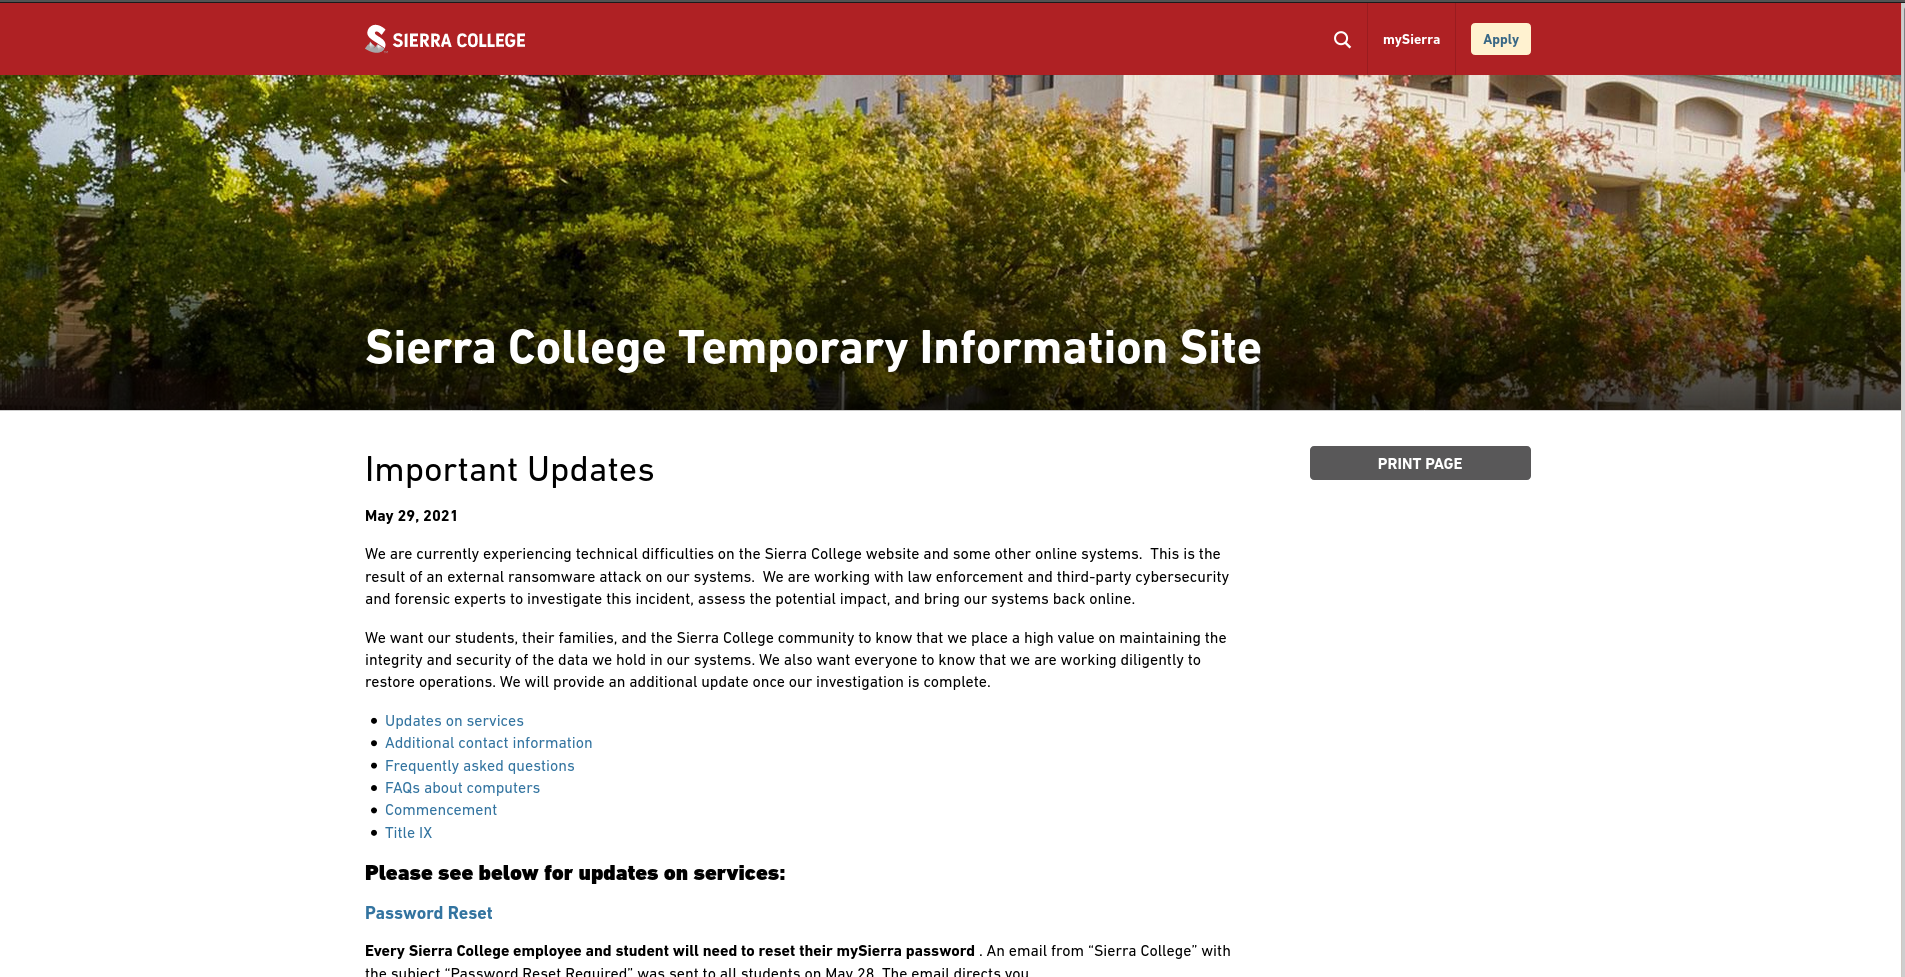 SIERRA COLLEGE
mySierra
Apply
Sierra College Temporary Information Site
Important Updates
PRINT PAGE
May 29, 2021
We are currently experiencing technical difficulties on the Sierra College website and some other online systems.  This is the
result of an external ransomware attack on our systems.  We are working with law enforcement and third-party cybersecurity
and forensic experts to investigate this incident, assess the potential impact, and bring our systems back online.
We want our students, their families, and the Sierra College community to know that we place a high value on maintaining the
integrity and security of the data we hold in our systems. We also want everyone to know that we are working diligently to
restore operations. We will provide an additional update once our investigation is complete.
Updates on services
Additional contact information
Frequently asked questions
FAQs about computers
Commencement
Title IX
Please see below for updates on services:
Password Reset
Every Sierra College employee and student will need to reset their mySierra password . An email from “Sierra College” with
the subject “Password Reset Required” was sent to all students on May 28. The email directs you